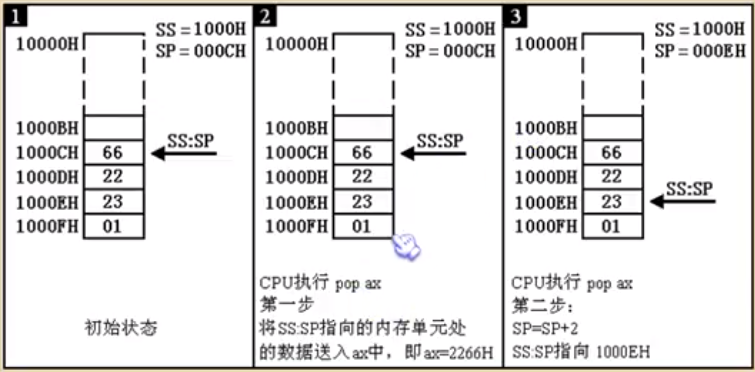 1
SS=1000H
10000H
SP=000CH
1000BH
SS:SP
1000CH 66
1000DH 22
1000EH 23
1000FH 01
初始状态
2
SS=1000H
10000H
SP=000CH
1000BH
SS:SP
1000CH 66
1000DH 22
1000EH 23
1000FH 01
CPU执行 pop ax
第一步
将SS:SP指向的内存单元处
的数据送入ax中，即ax=2266H
3
SS=1000H
10000H
SP=000EH
1000BH
1000CH 66
1000DH 22
SS:SP
1000EH 23
1000FH 01
CPU执行 pop ax
第二步：
SP=SP+2
SS:SP指向 1000EH